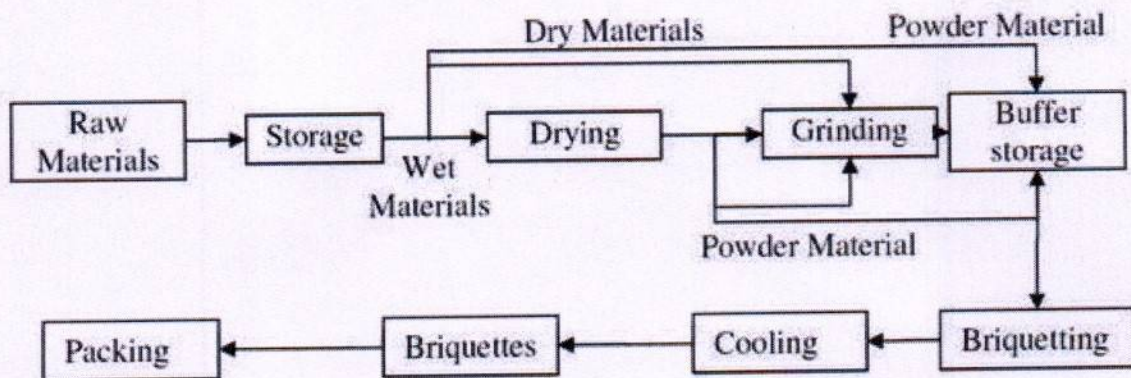 Dry Materials
Powder Material
Raw
Materials
Storage
Wet
Materials
Drying
Grinding
Buffer
storage
Powder Material
Packing
Briquettes
Cooling
Briquetting